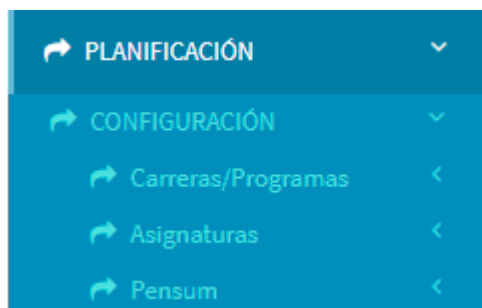 PLANIFICACIÓN
CONFIGURACIÓN
Carreras/Programas
Asignaturas
Pensum